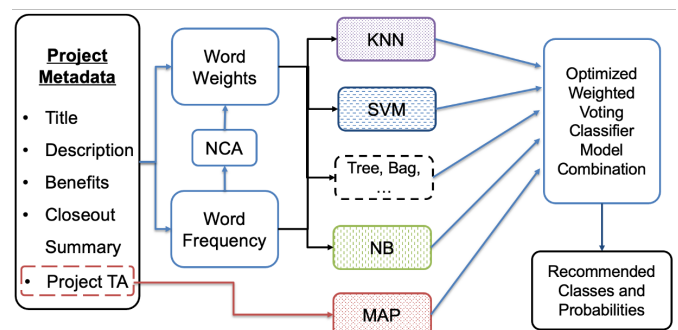 Project
Metadata
• Title
• Description
• Benefits
• Closeout
Summary
• Project TA
Word
Weights
NCA
Word
Frequency
KNN
SVM
Tree, Bag,
...
NB
MAP
Optimized
Weighted
Voting
Classifier
Model
Combination
Recommended
Classes and
Probabilities